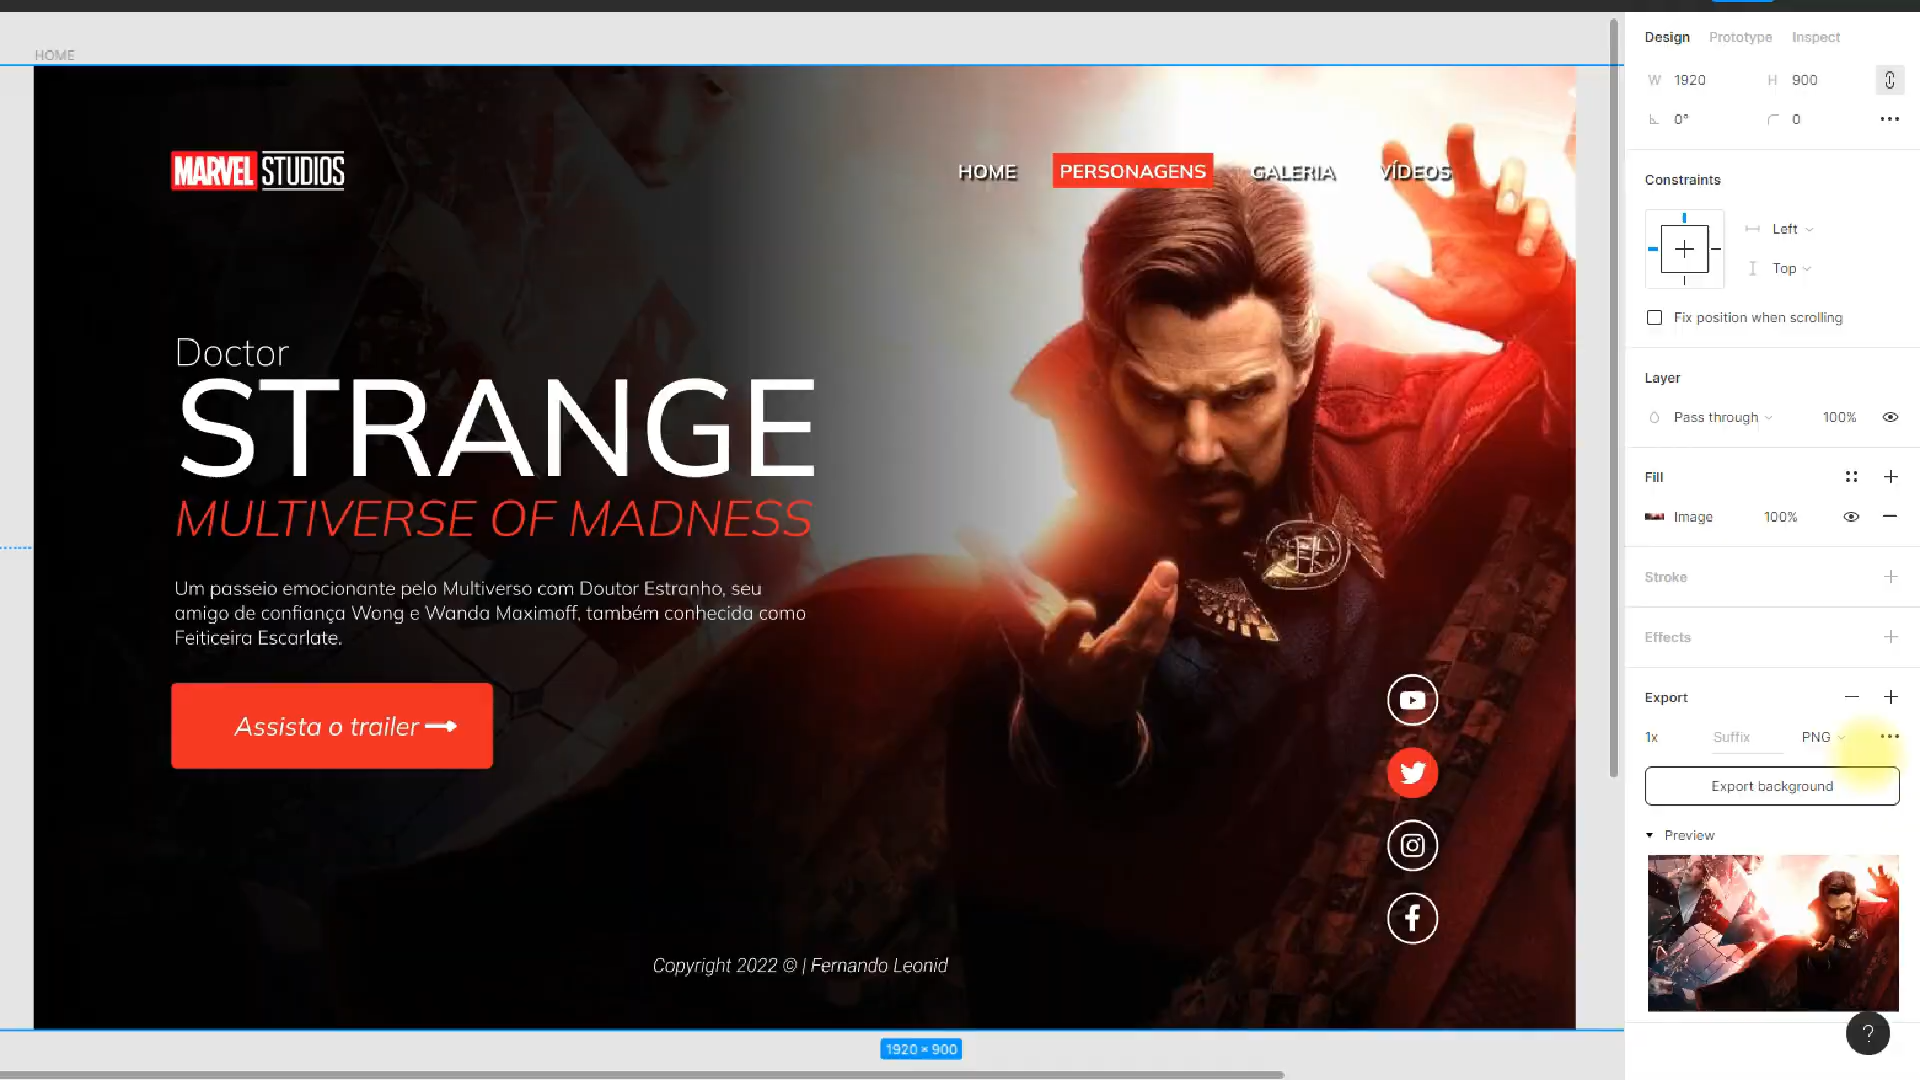 Design Prototype Inspect
HOME
W 1920 H 900
0° 0
MARVEL STUDIOS
HOME PERSONAGENS GALERIA VÍDEOS
Constraints
Left
Top
Fix position when scrolling
Doctor
STRANGE
MULTIVERSE OF MADNESS
Um passeio emocionante pelo Multiverso com Doutor Estranho, seu
amigo de confiança Wong e Wanda Maximoff, também conhecida como
Feiticeira Escarlate.
Assista o trailer
Copyright 2022 © | Fernando Leonid
1920 × 900
Layer
Pass through 100%
Fill
Image 100%
Stroke
Effects
Export
1x Suffix PNG
Export background
Preview
?